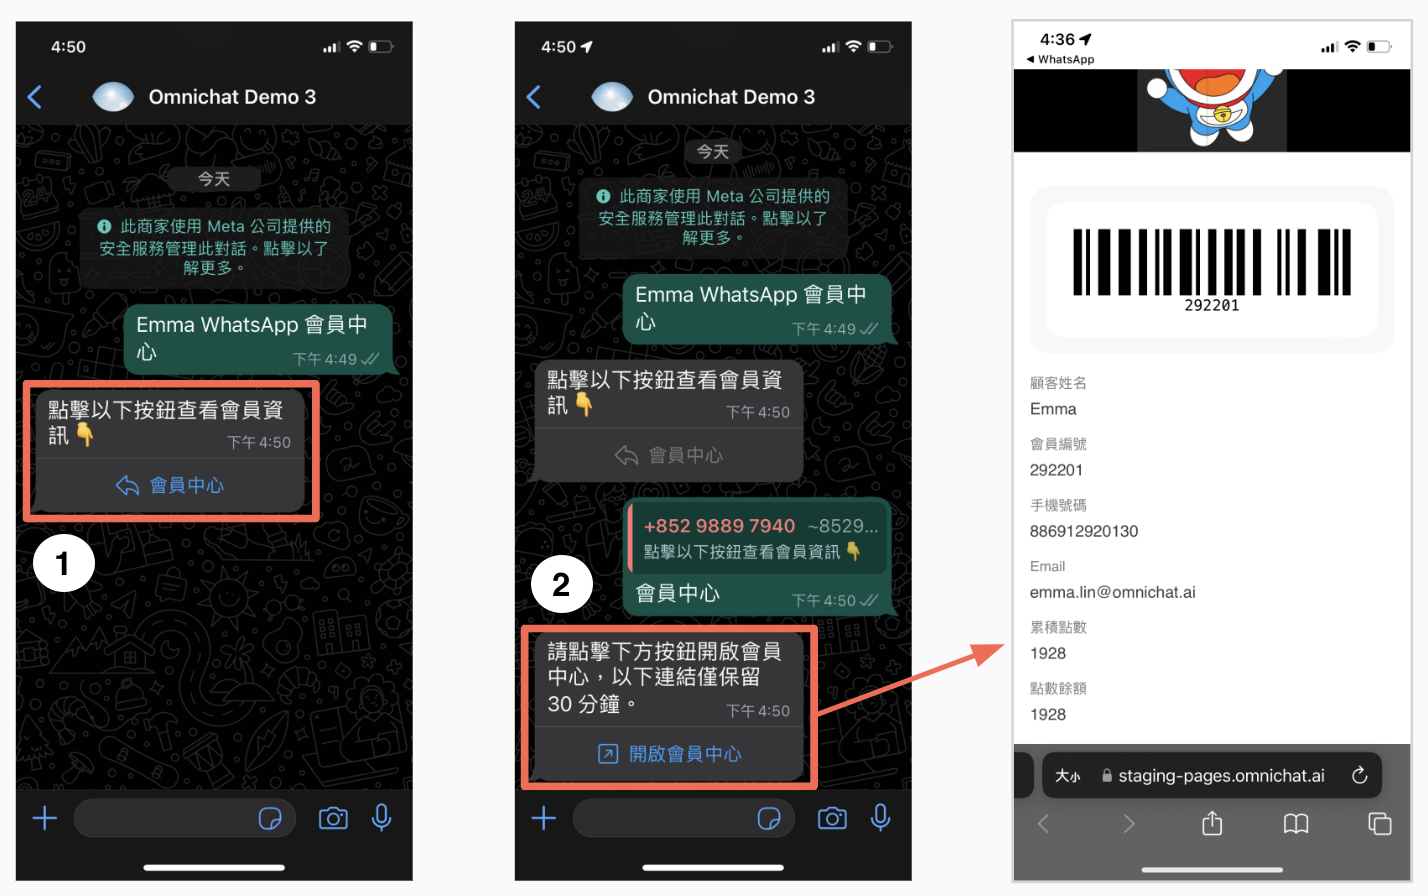 4:50
Omnichat Demo 3
今天
此商家使用 Meta 公司提供的
安全服務管理此對話。點擊以了
解更多。
Emma WhatsApp 會員中
心
下午 4:49
點擊以下按鈕查看會員資
訊👇
下午 4:50
會員中心
1
4:50
Omnichat Demo 3
今天
此商家使用 Meta 公司提供的
安全服務管理此對話。點擊以了
解更多。
Emma WhatsApp 會員中
心
下午 4:49
點擊以下按鈕查看會員資
訊👇
下午 4:50
會員中心
+852 9889 7940 ~8529...
點擊以下按鈕查看會員資訊👇
會員中心
下午 4:50
2
請點擊下方按鈕開啟會員
中心，以下連結僅保留
30 分鐘。
下午 4:50
開啟會員中心
4:36
WhatsApp
292201
顧客姓名
Emma
會員編號
292201
手機號碼
886912920130
Email
emma.lin@omnichat.ai
累積點數
1928
點數餘額
1928
大小 staging-pages.omnichat.ai